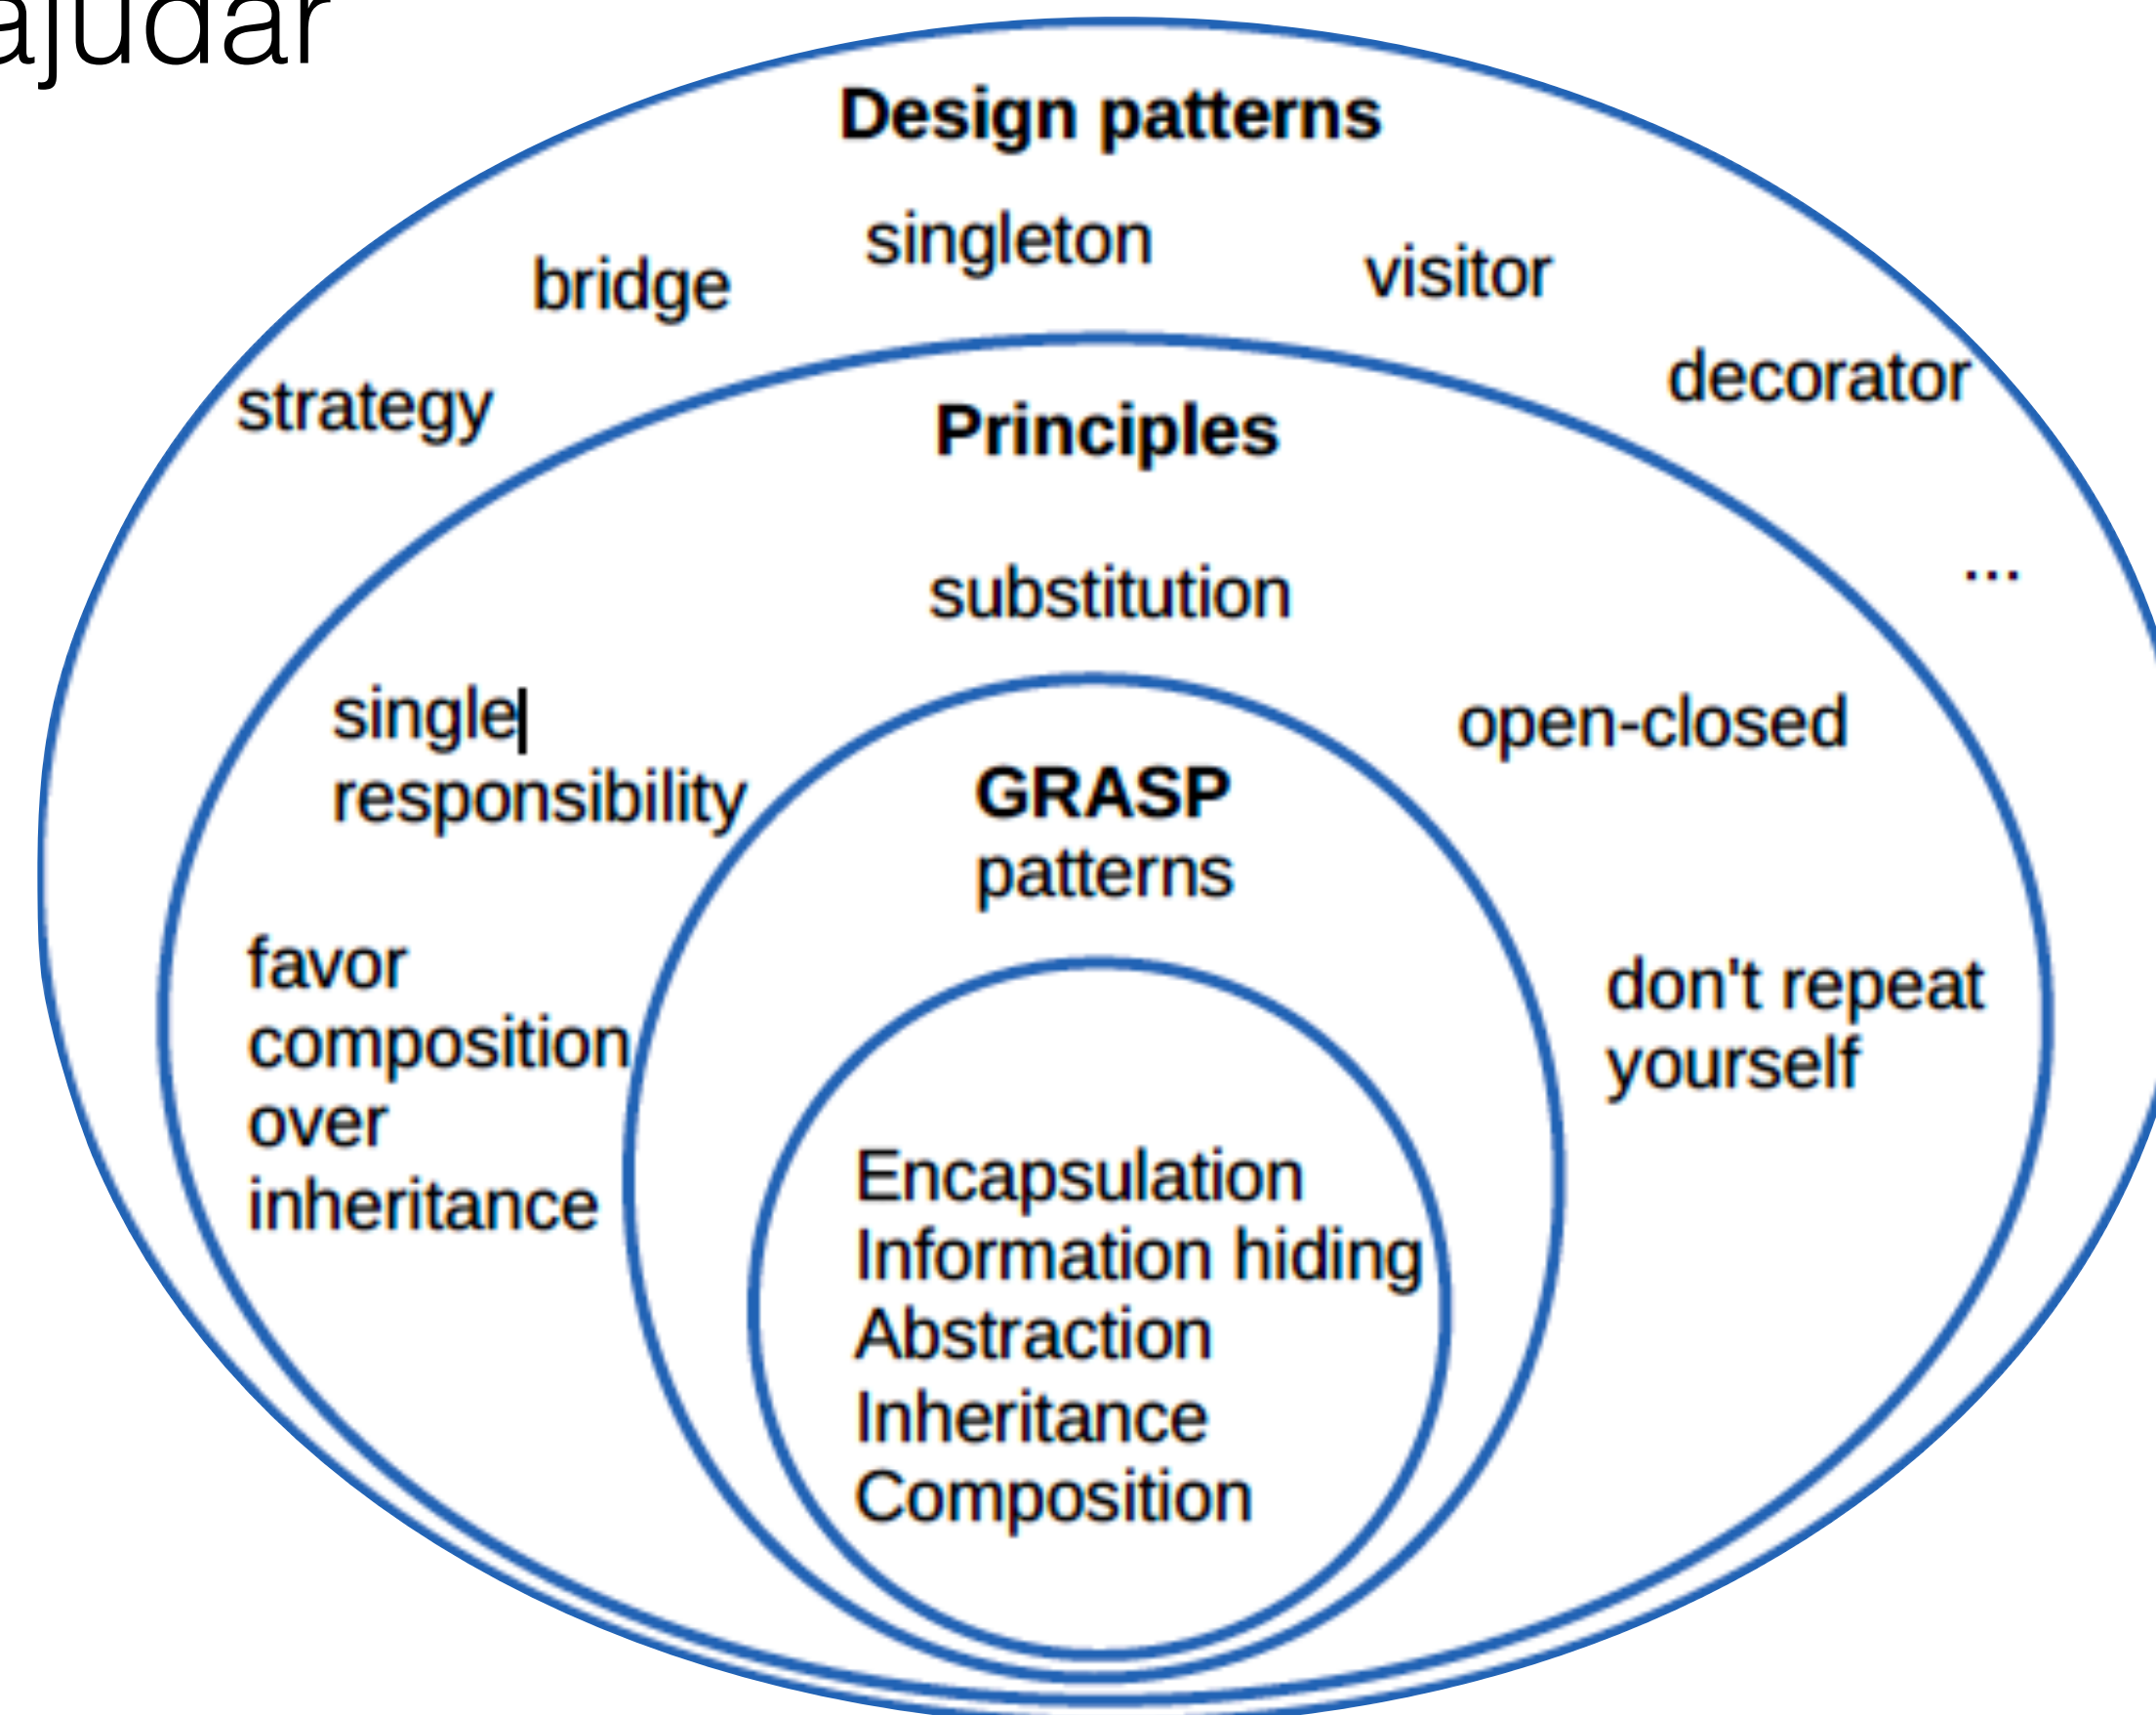 ajudar
Design patterns
singleton
bridge
visitor
decorator
strategy
Principles
...
substitution
single
responsibility
open-closed
GRASP
patterns
favor
composition
over
inheritance
don't repeat
yourself
Encapsulation
Information hiding
Abstraction
Inheritance
Composition